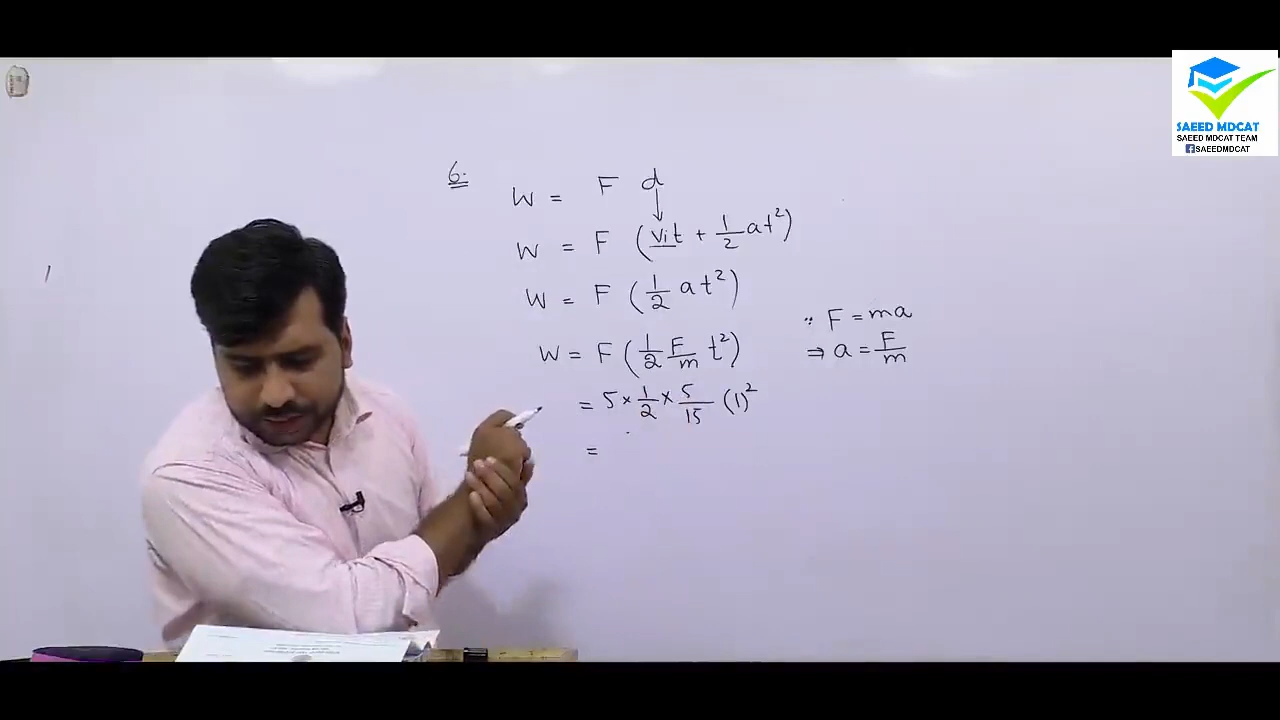 SAEED MDCAT
SAEED MDCAT TEAM
SAEEDMDCAT
6.
W = F d
W = F (Vit + 1/2 at²)
W = F (1/2 at²)
∵ F = ma
W = F (1/2 F/m t²)
⇒ a = F/m
= 5 × 1/2 × 5/15 (1)²
=